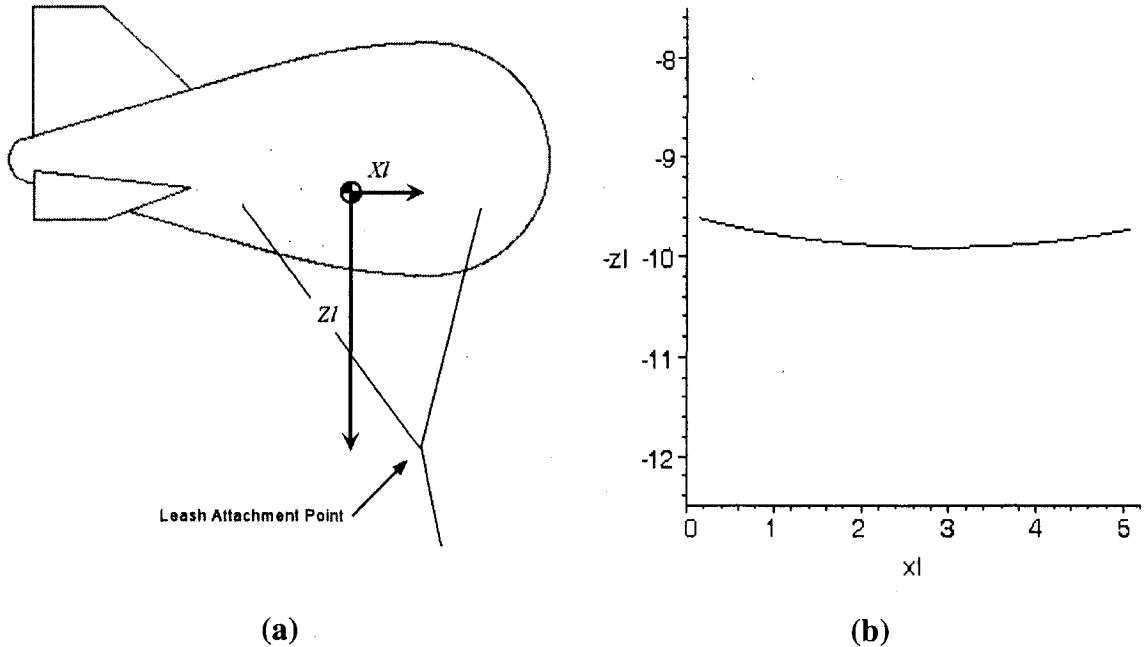 Xl
Zl
Leash Attachment Point
(a)
-8
-9
-zl -10
-11
-12
0 1 2 3 4 5
xl
(b)